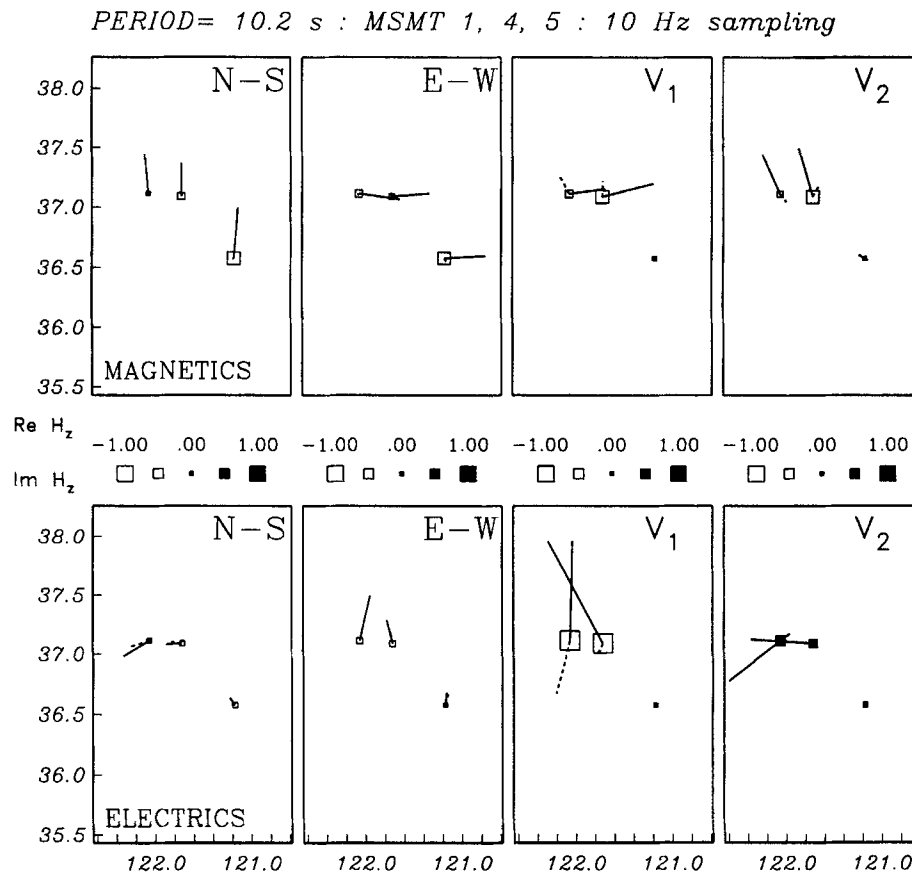 PERIOD= 10.2 s : MSMT 1, 4, 5 : 10 Hz sampling
N-S E-W V1 V2
38.0
37.5
37.0
36.5
36.0
35.5
MAGNETICS
Re Hz
-1.00 .00 1.00 -1.00 .00 1.00 -1.00 .00 1.00 -1.00 .00 1.00
Im Hz
N-S E-W V1 V2
38.0
37.5
37.0
36.5
36.0
35.5
ELECTRICS
122.0 121.0 122.0 121.0 122.0 121.0 122.0 121.0